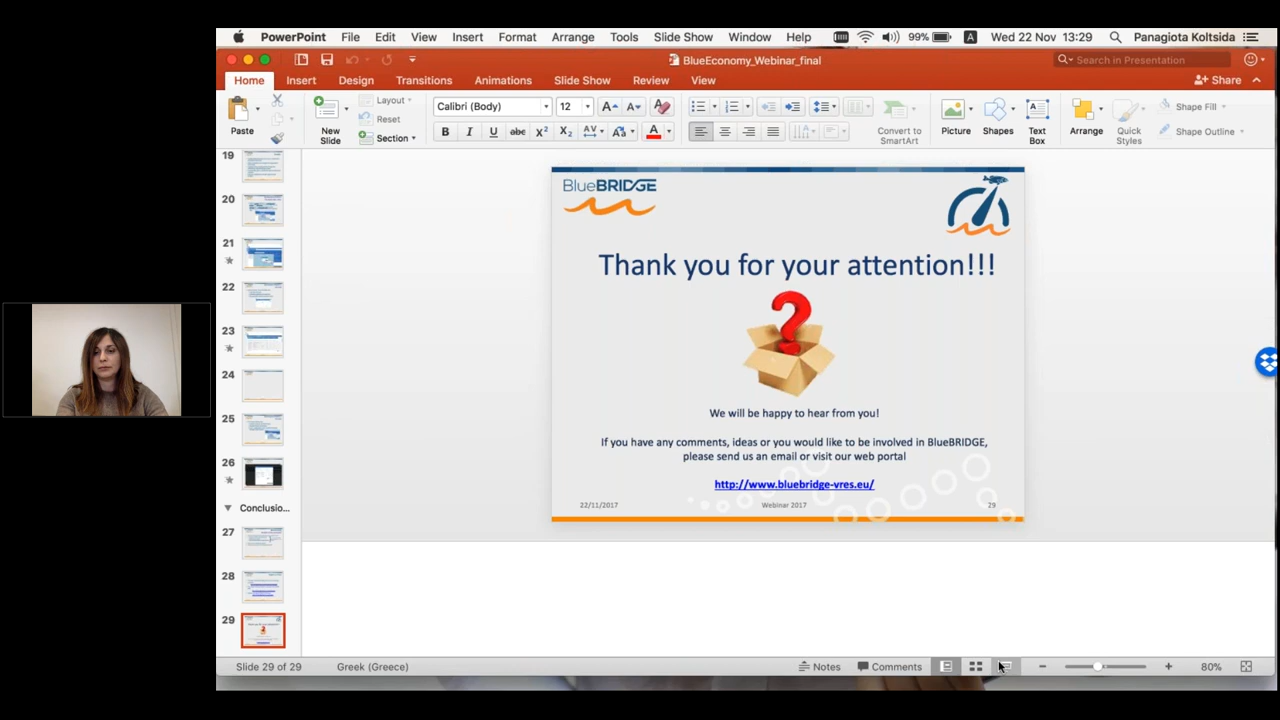 PowerPoint File Edit View Insert Format Arrange Tools Slide Show Window Help 99% A Wed 22 Nov 13:29 Panagiota Koltsida
BlueEconomy_Webinar_final
Search in Presentation
Home Insert Design Transitions Animations Slide Show Review View
Share
Paste
New
Slide
Layout
Reset
Section
Calibri (Body) 12
B I U abc X² X₂ AV Aa A
Convert to
SmartArt
Picture
Shapes
Text
Box
Arrange
Quick
Styles
Shape Fill
Shape Outline
19
20
21
22
23
24
25
26
Conclusio...
27
28
29
BlueBRIDGE
Thank you for your attention!!!
We will be happy to hear from you!
If you have any comments, ideas or you would like to be involved in BlueBRIDGE,
please send us an email or visit our web portal
http://www.bluebridge-vres.eu/
22/11/2017 Webinar 2017 29
Slide 29 of 29 Greek (Greece) Notes Comments 80%